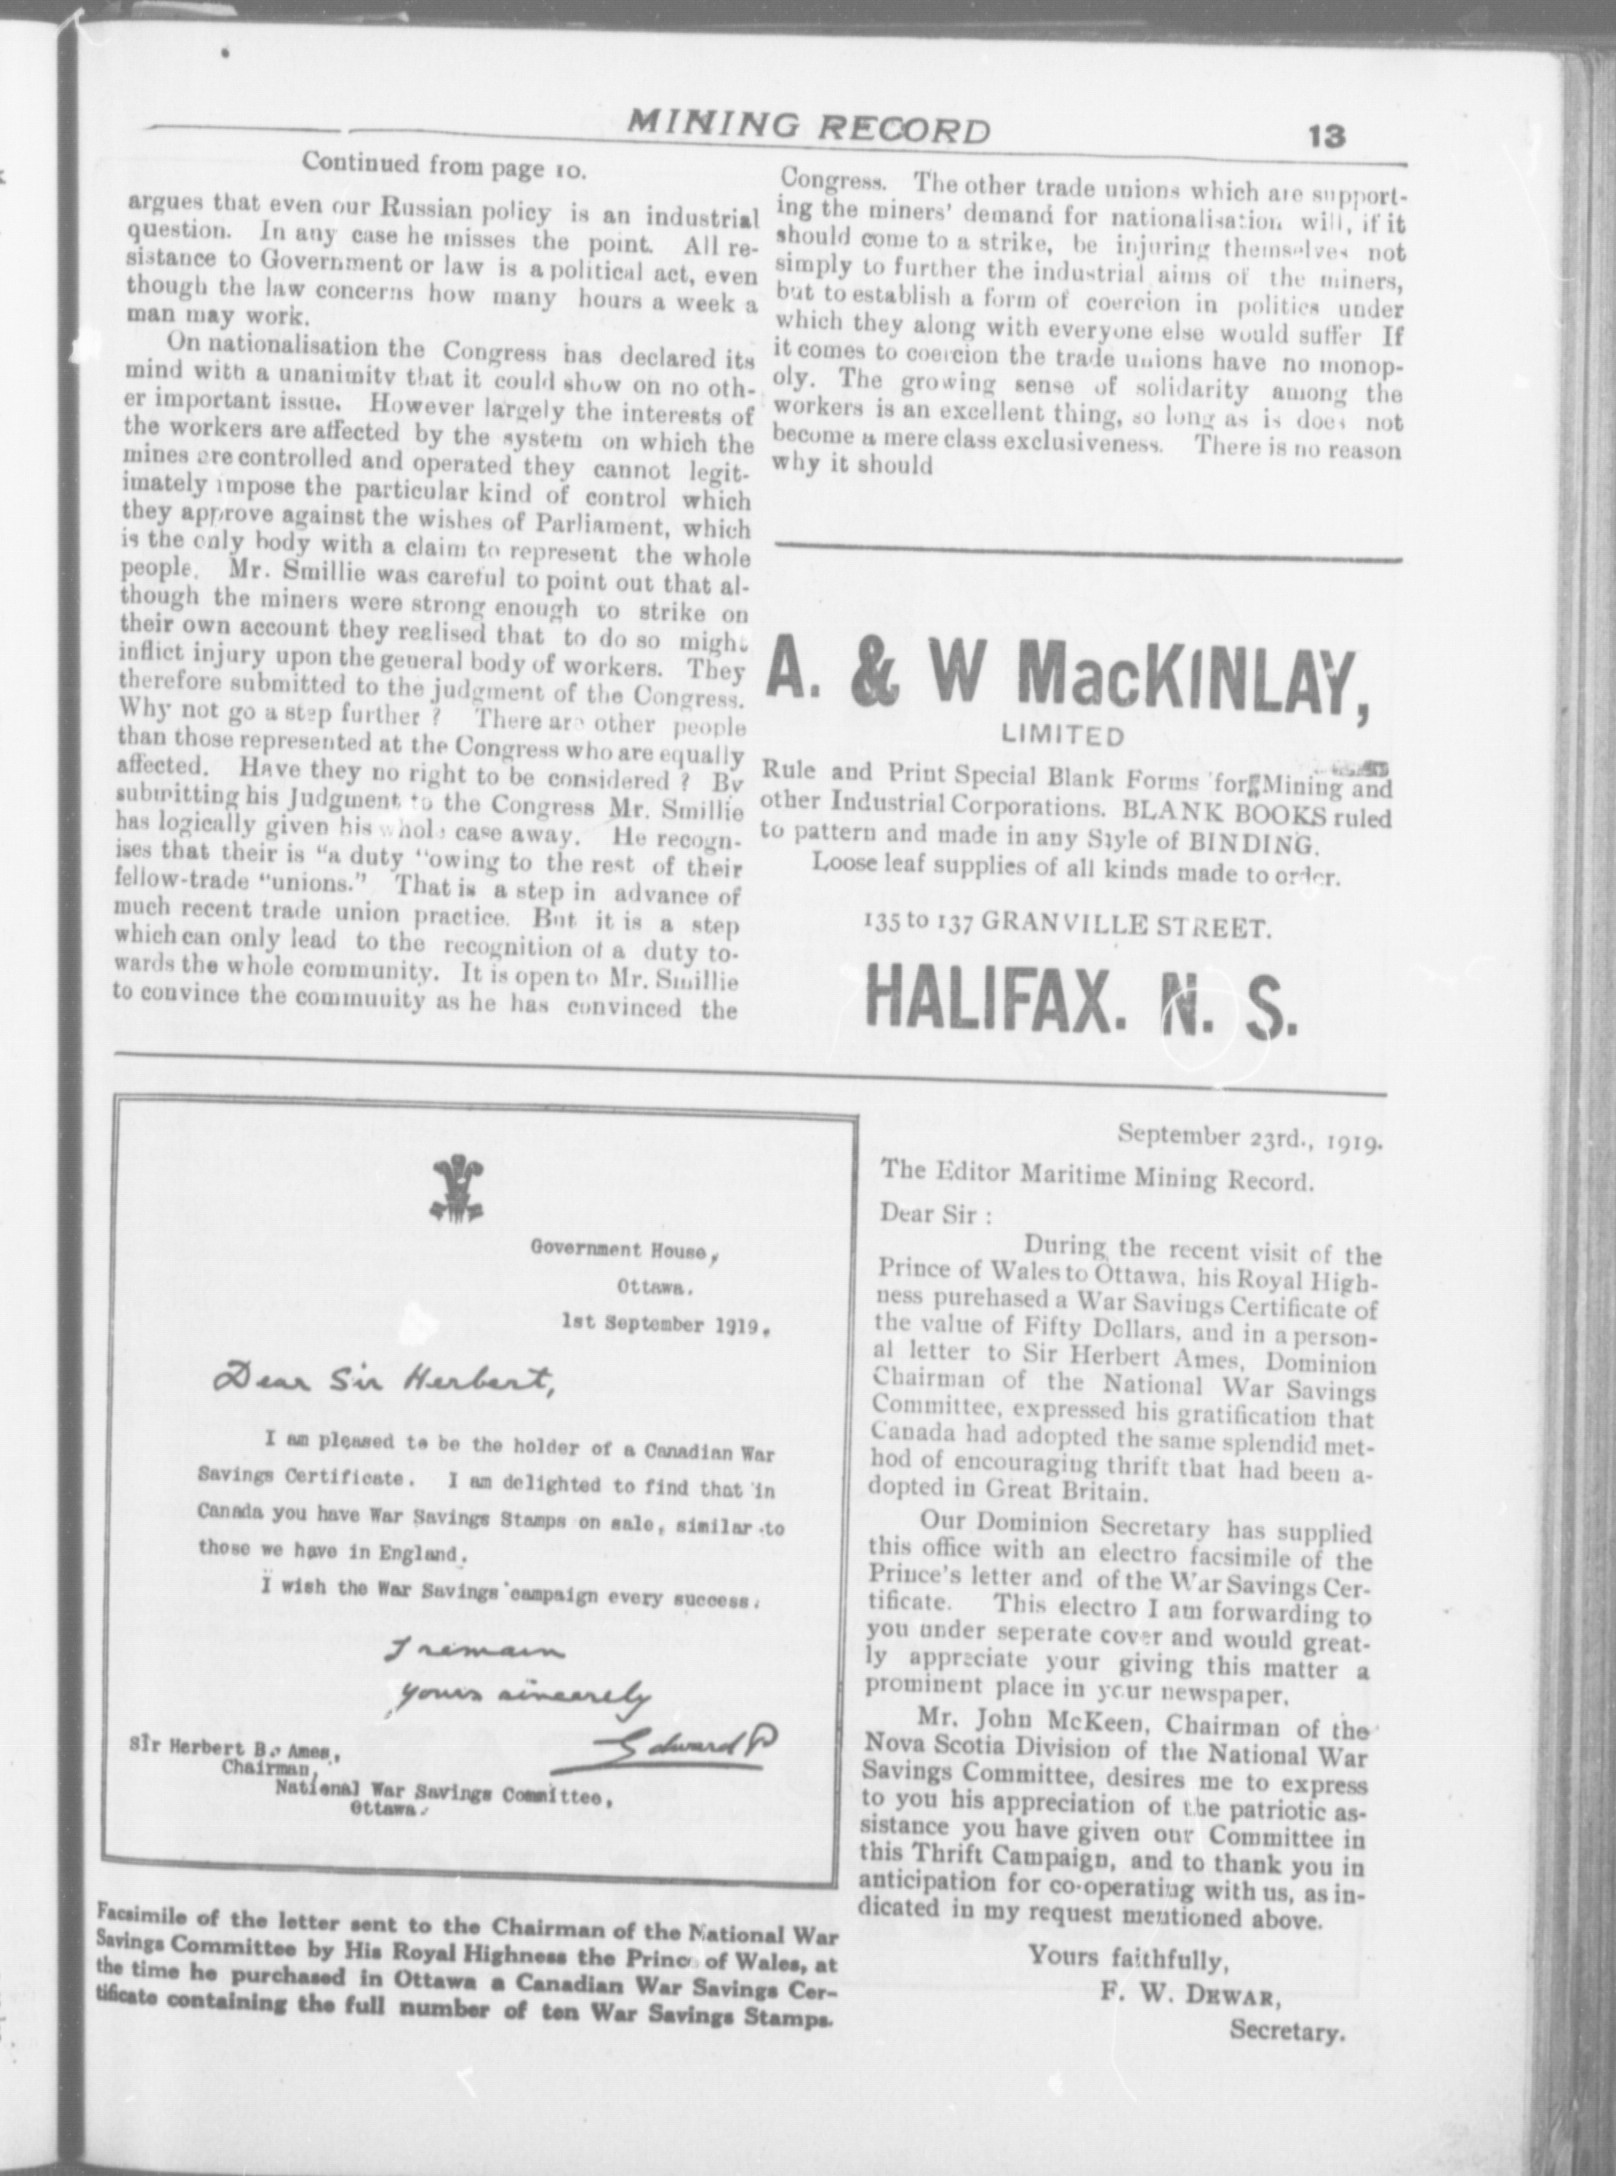 MINING RECORD
13
Continued from page 10.
argues that even our Russian policy is an industrial
question. In any case he misses the point. All re-
sistance to Government or law is a political act, even
though the law concerns how many hours a week a
man may work.
On nationalisation the Congress has declared its
mind with a unanimity that it could show on no oth-
er important issue. However largely the interests of
the workers are affected by the system on which the
mines are controlled and operated they cannot legit-
imately impose the particular kind of control which
they approve against the wishes of Parliament, which
is the only body with a claim to represent the whole
people. Mr. Smillie was careful to point out that al-
though the miners were strong enough to strike on
their own account they realised that to do so might
inflict injury upon the general body of workers. They
therefore submitted to the judgment of the Congress.
Why not go a step further ? There are other people
than those represented at the Congress who are equally
affected. Have they no right to be considered ? By
submitting his Judgment to the Congress Mr. Smillie
has logically given his whole case away. He recogn-
ises that their is "a duty "owing to the rest of their
fellow-trade "unions." That is a step in advance of
much recent trade union practice. But it is a step
which can only lead to the recognition of a duty to-
wards the whole community. It is open to Mr. Smillie
to convince the community as he has convinced the
Congress. The other trade unions which are support-
ing the miners' demand for nationalisation will, if it
should come to a strike, be injuring themselves not
simply to further the industrial aims of the miners,
but to establish a form of coercion in politics under
which they along with everyone else would suffer If
it comes to coercion the trade unions have no monop-
oly. The growing sense of solidarity among the
workers is an excellent thing, so long as is does not
become a mere class exclusiveness. There is no reason
why it should
A. & W MacKINLAY,
LIMITED
Rule and Print Special Blank Forms for Mining and
other Industrial Corporations. BLANK BOOKS ruled
to pattern and made in any Style of BINDING.
Loose leaf supplies of all kinds made to order.
135 to 137 GRANVILLE STREET.
HALIFAX. N. S.
Government House,
Ottawa.
1st September 1919.
Dear Sir Herbert,
I am pleased to be the holder of a Canadian War
Savings Certificate. I am delighted to find that in
Canada you have War Savings Stamps on sale, similar to
those we have in England.
I wish the War Savings campaign every success.
I remain
yours sincerely
Edward P
Sir Herbert B. Ames,
Chairman,
National War Savings Committee,
Ottawa.
Facsimile of the letter sent to the Chairman of the National War
Savings Committee by His Royal Highness the Prince of Wales, at
the time he purchased in Ottawa a Canadian War Savings Cer-
tificate containing the full number of ten War Savings Stamps.
September 23rd., 1919.
The Editor Maritime Mining Record.
Dear Sir :
During the recent visit of the
Prince of Wales to Ottawa, his Royal High-
ness purehased a War Savings Certificate of
the value of Fifty Dollars, and in a person-
al letter to Sir Herbert Ames, Dominion
Chairman of the National War Savings
Committee, expressed his gratification that
Canada had adopted the same splendid met-
hod of encouraging thrift that had been a-
dopted in Great Britain.
Our Dominion Secretary has supplied
this office with an electro facsimile of the
Prince's letter and of the War Savings Cer-
tificate. This electro I am forwarding to
you under seperate cover and would great-
ly appreciate your giving this matter a
prominent place in your newspaper.
Mr. John McKeen, Chairman of the
Nova Scotia Division of the National War
Savings Committee, desires me to express
to you his appreciation of the patriotic as-
sistance you have given our Committee in
this Thrift Campaign, and to thank you in
anticipation for co-operating with us, as in-
dicated in my request mentioned above.
Yours faithfully,
F. W. DEWAR,
Secretary.